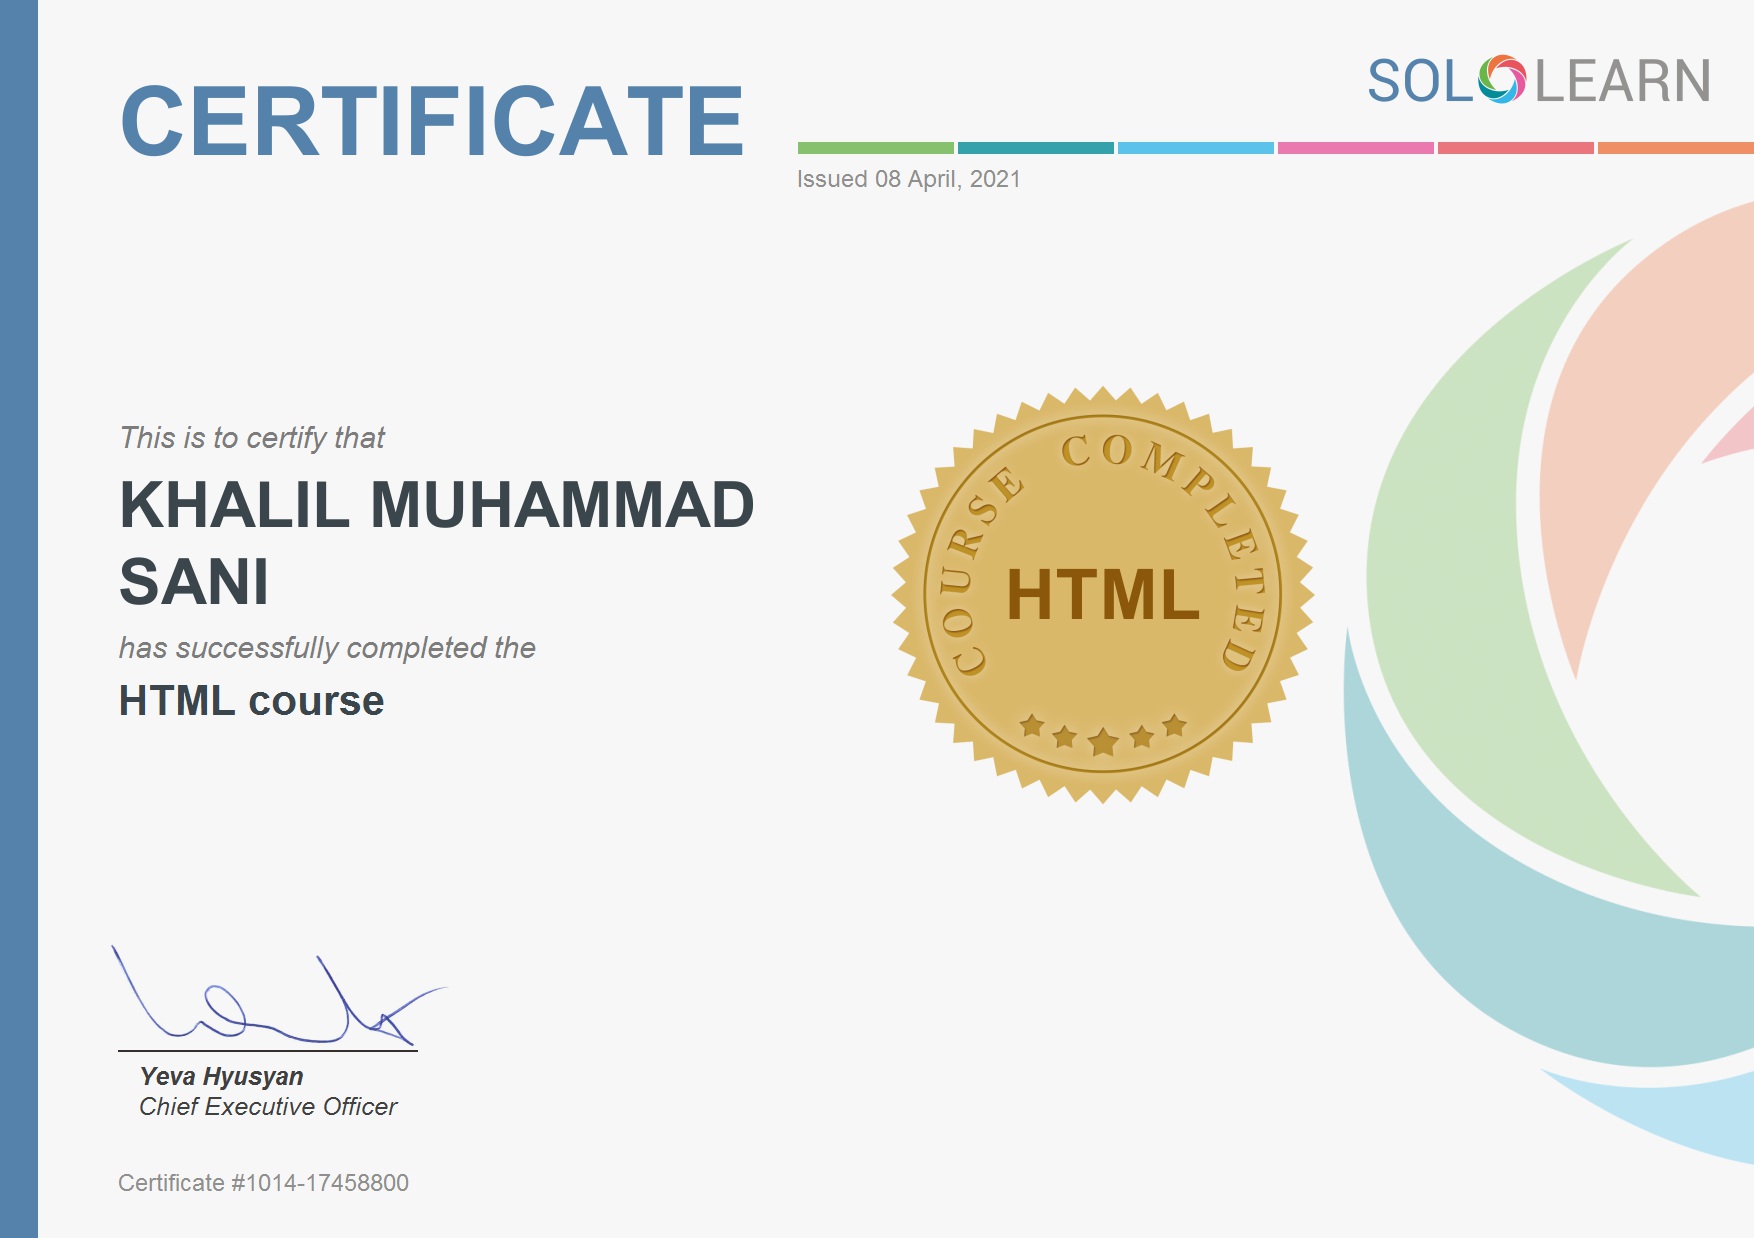 SOLOLEARN
CERTIFICATE
Issued 08 April, 2021
This is to certify that
KHALIL MUHAMMAD
SANI
has successfully completed the
HTML course
COURSE COMPLETED
HTML
Yeva Hyusyan
Chief Executive Officer
Certificate #1014-17458800